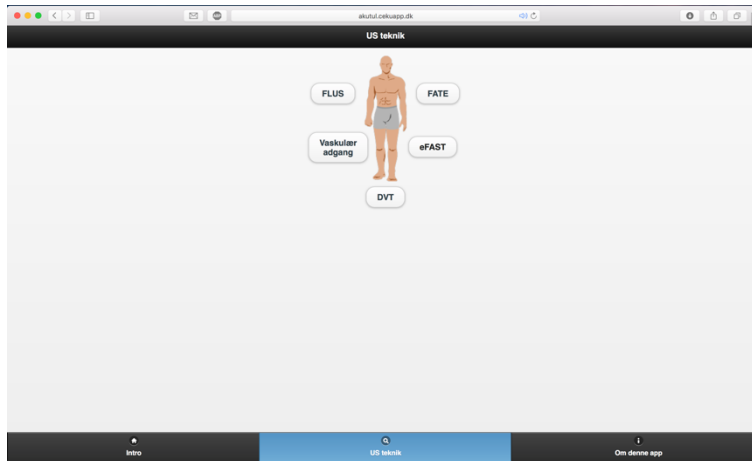 akutul.cekuapp.dk
US teknik
FLUS
FATE
Vaskulær
adgang
eFAST
DVT
Intro
US teknik
Om denne app